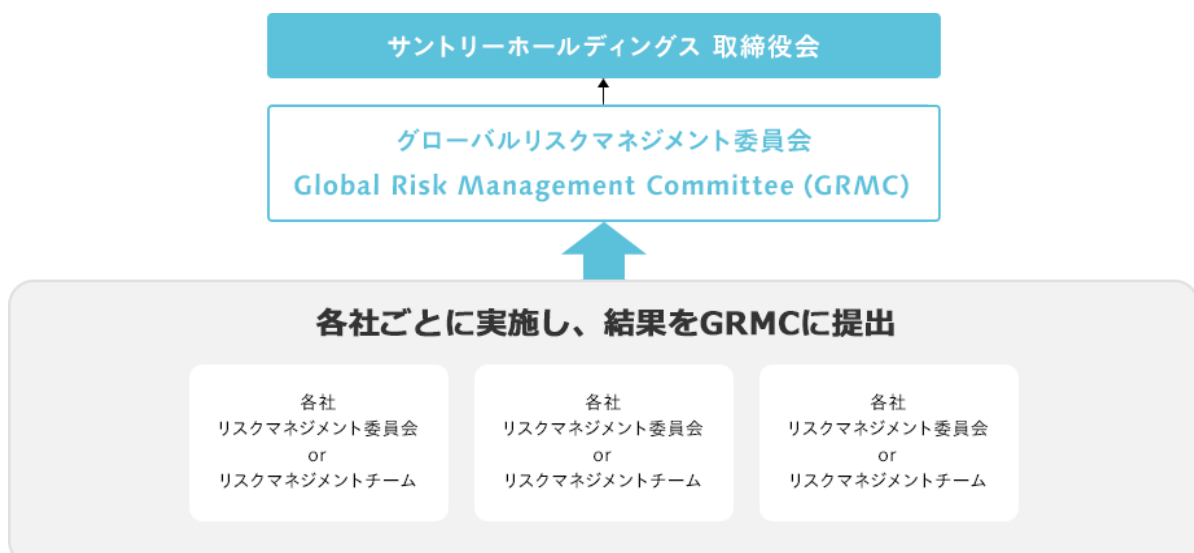 サントリーホールディングス 取締役会
グローバルリスクマネジメント委員会
Global Risk Management Committee (GRMC)
各社ごとに実施し、結果をGRMCに提出
各社
リスクマネジメント委員会
or
リスクマネジメントチーム
各社
リスクマネジメント委員会
or
リスクマネジメントチーム
各社
リスクマネジメント委員会
or
リスクマネジメントチーム